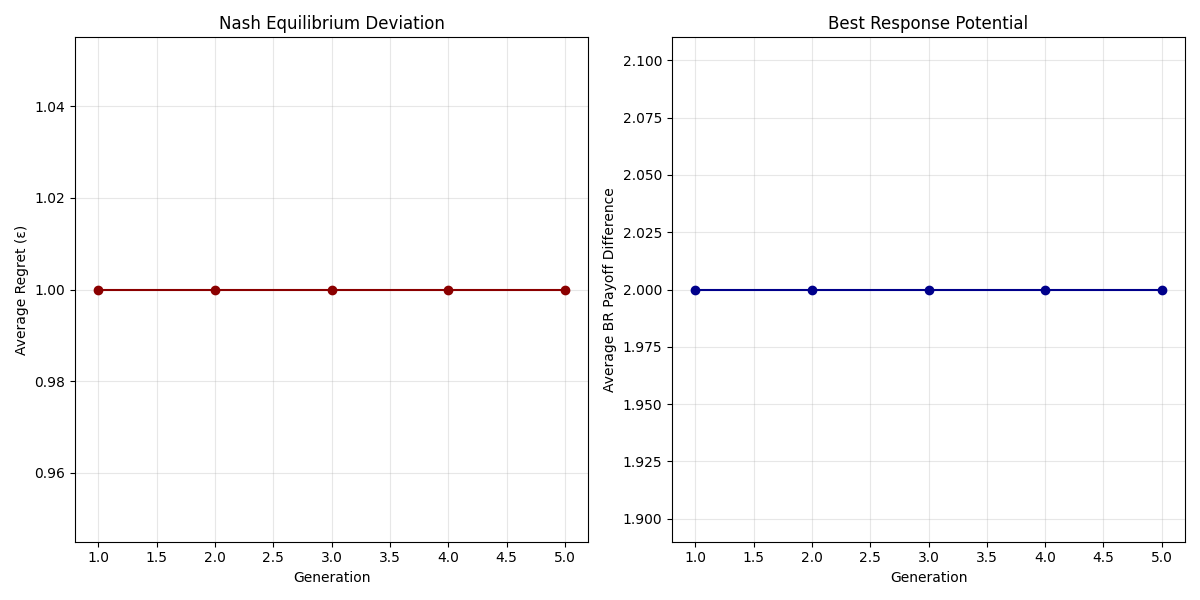 Nash Equilibrium Deviation
Average Regret (ε)
1.04
1.02
1.00
0.98
0.96
1.0 1.5 2.0 2.5 3.0 3.5 4.0 4.5 5.0
Generation
Best Response Potential
Average BR Payoff Difference
2.100
2.075
2.050
2.025
2.000
1.975
1.950
1.925
1.900
1.0 1.5 2.0 2.5 3.0 3.5 4.0 4.5 5.0
Generation